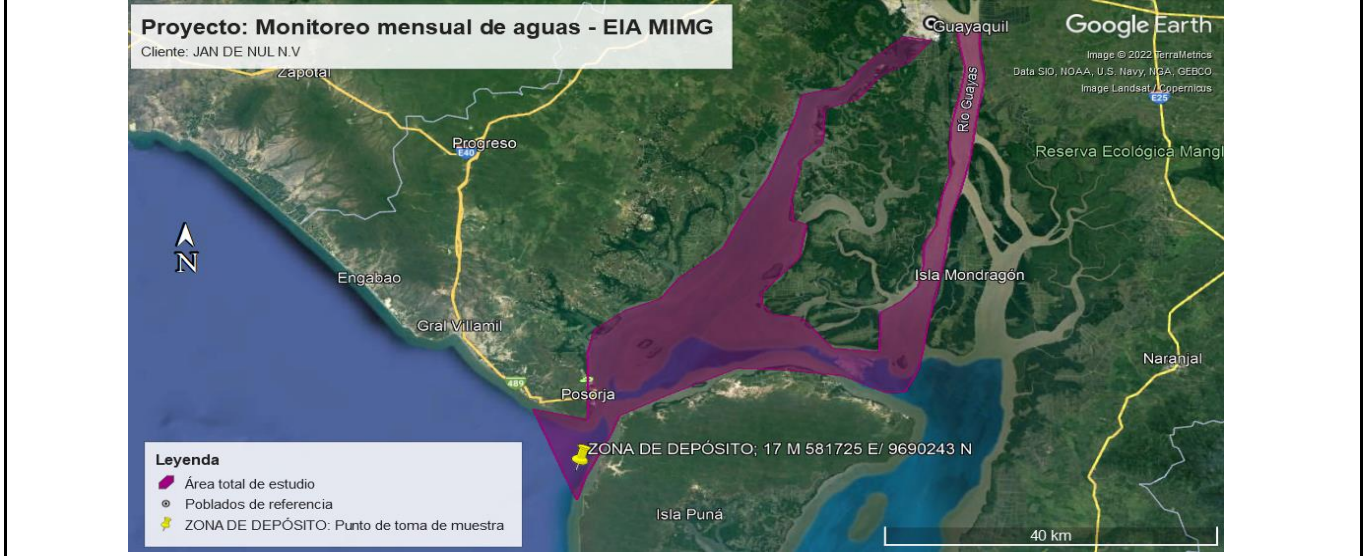 Proyecto: Monitoreo mensual de aguas - EIA MIMG
Cliente: JAN DE NUL N.V
Guayaquil
Google Earth
Image © 2022 TerraMetrics
Data SIO, NOAA, U.S. Navy, NGA, GEBCO
Image Landsat / Copernicus
Zapotal
E25
Río Guayas
Progreso
E40
Reserva Ecológica Mangl
Engabao
Isla Mondragón
Gral Villamil
Naranjal
489
Posorja
ZONA DE DEPÓSITO; 17 M 581725 E/ 9690243 N
N
Leyenda
Área total de estudio
Poblados de referencia
ZONA DE DEPÓSITO: Punto de toma de muestra
Isla Puná
40 km